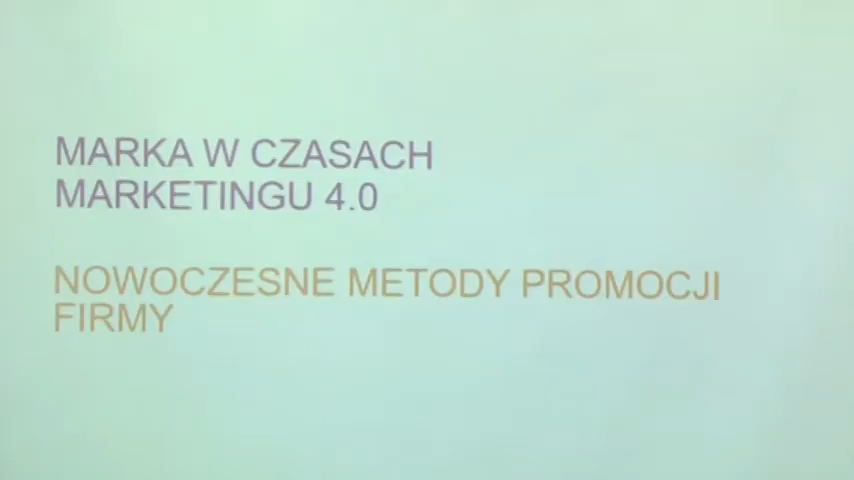 MARKA W CZASACH
MARKETINGU 4.0
NOWOCZESNE METODY PROMOCJI
FIRMY